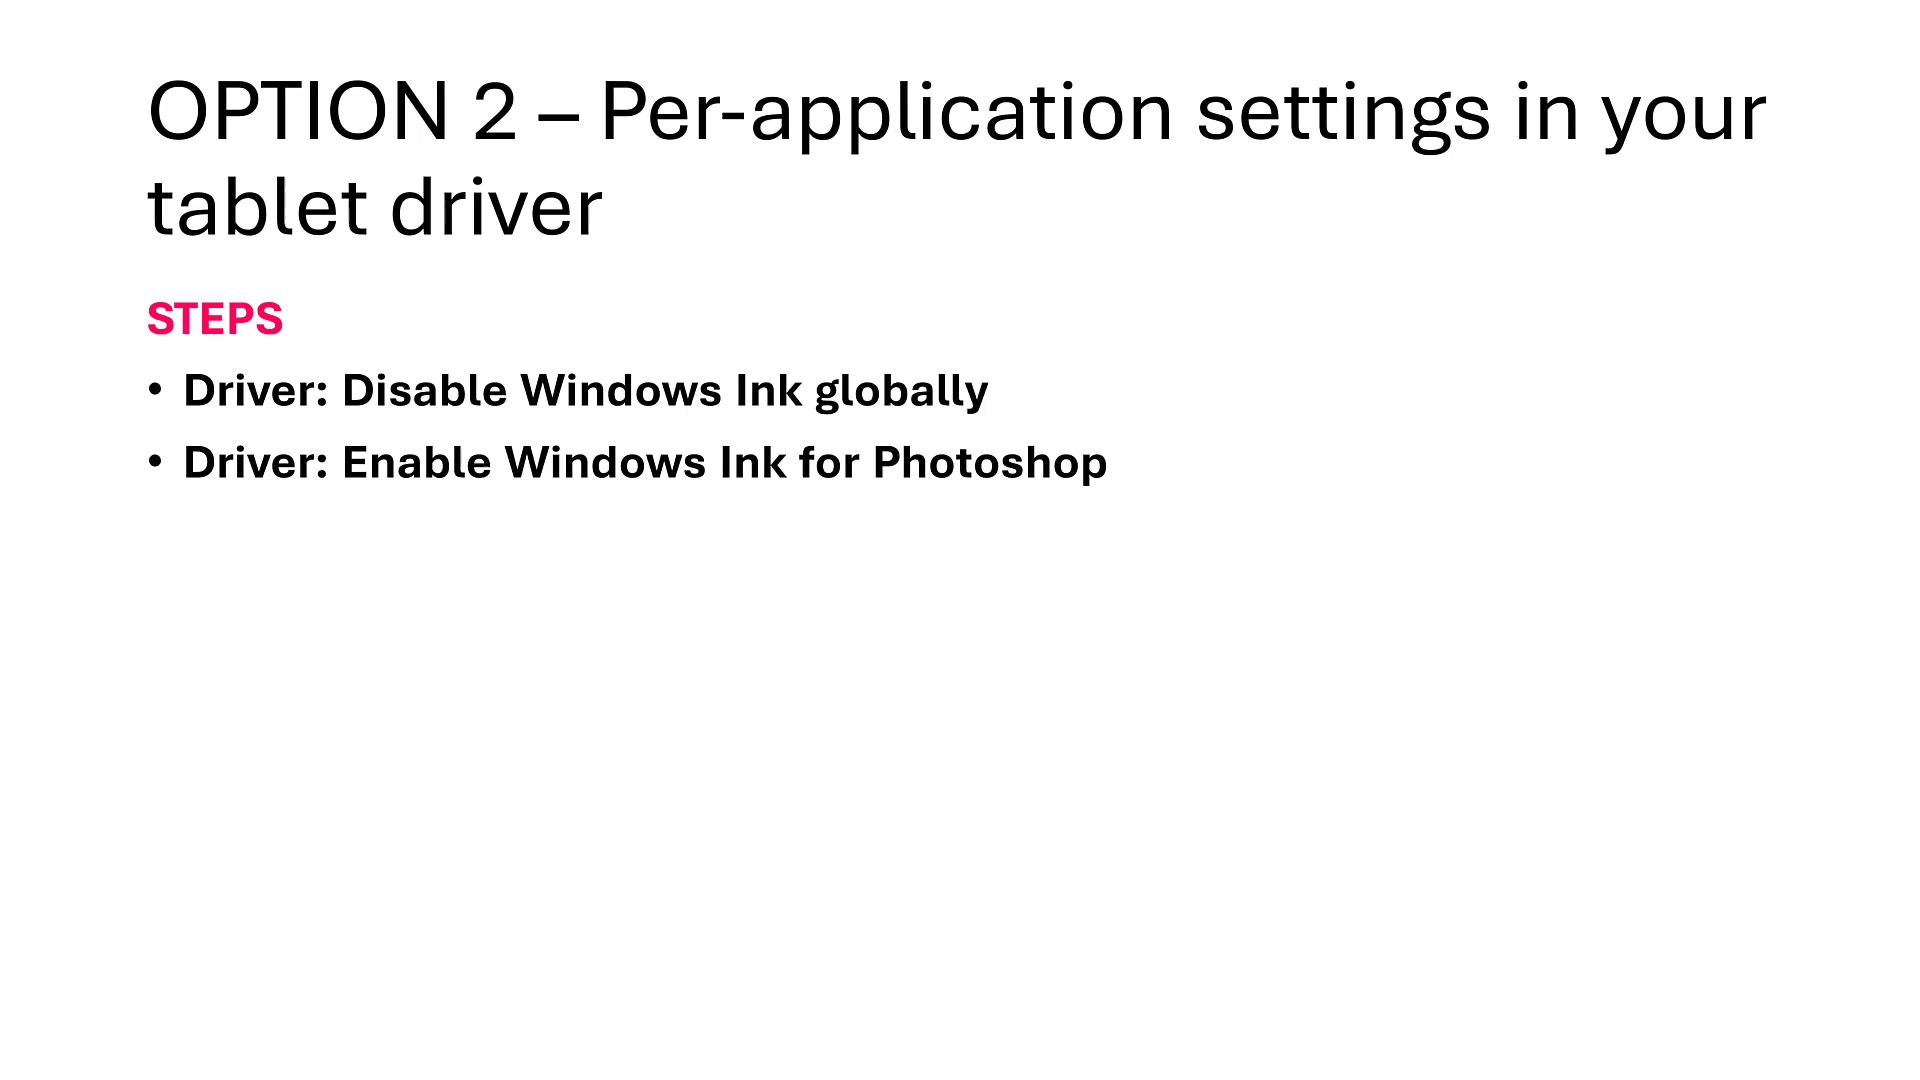 OPTION 2 – Per-application settings in your
tablet driver
STEPS
• Driver: Disable Windows Ink globally
• Driver: Enable Windows Ink for Photoshop